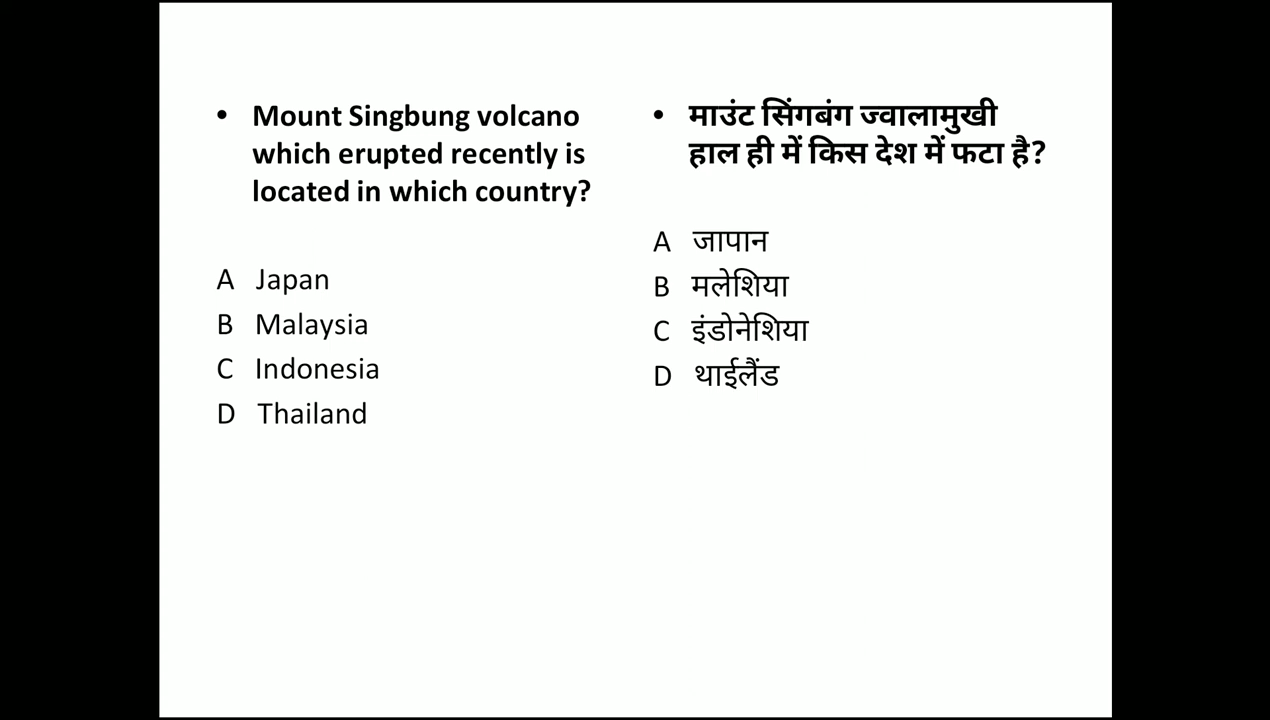 • Mount Singbung volcano
which erupted recently is
located in which country?
A Japan
B Malaysia
C Indonesia
D Thailand
• माउंट सिंगबंग ज्वालामुखी
हाल ही में किस देश में फटा है?
A जापान
B मलेशिया
C इंडोनेशिया
D थाईलैंड